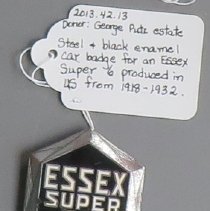 2013.42.13
Donor: George Putz estate
Steel + black enamel
car badge for an Essex
Super 6 produced in
US from 1918-1932.
ESSEX
SUPER